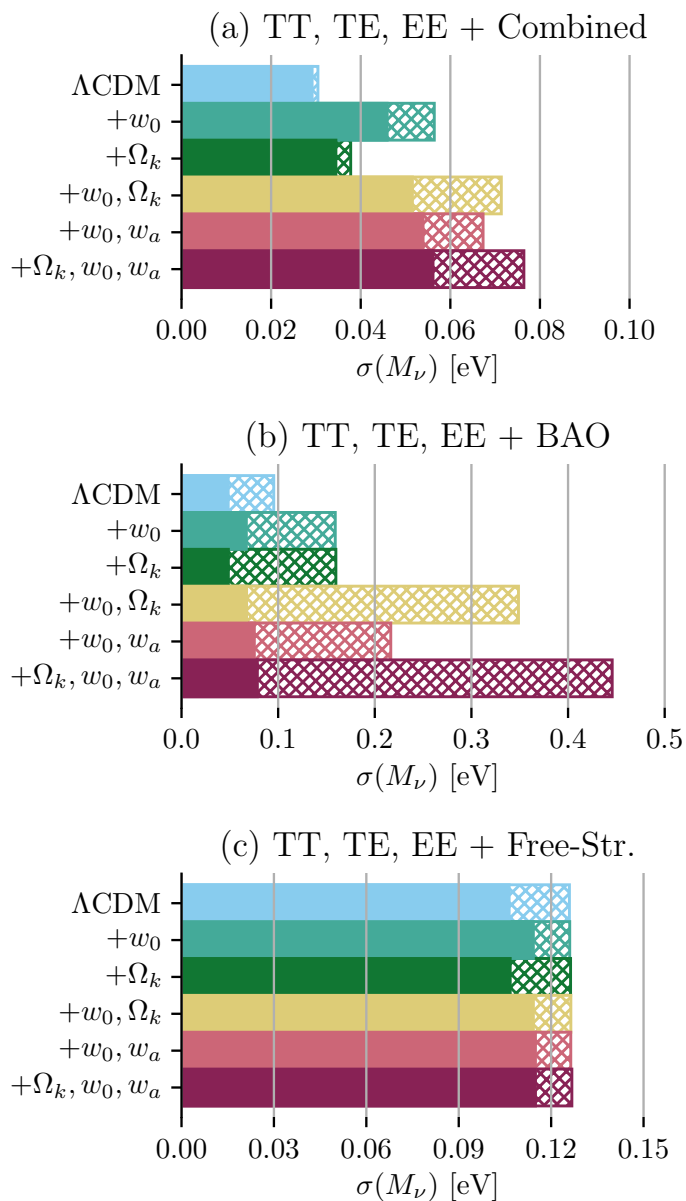 (a) TT, TE, EE + Combined
ΛCDM
+w₀
+Ωₖ
+w₀, Ωₖ
+w₀, wₐ
+Ωₖ, w₀, wₐ
0.00 0.02 0.04 0.06 0.08 0.10
σ(M_ν) [eV]
(b) TT, TE, EE + BAO
ΛCDM
+w₀
+Ωₖ
+w₀, Ωₖ
+w₀, wₐ
+Ωₖ, w₀, wₐ
0.0 0.1 0.2 0.3 0.4 0.5
σ(M_ν) [eV]
(c) TT, TE, EE + Free-Str.
ΛCDM
+w₀
+Ωₖ
+w₀, Ωₖ
+w₀, wₐ
+Ωₖ, w₀, wₐ
0.00 0.03 0.06 0.09 0.12 0.15
σ(M_ν) [eV]